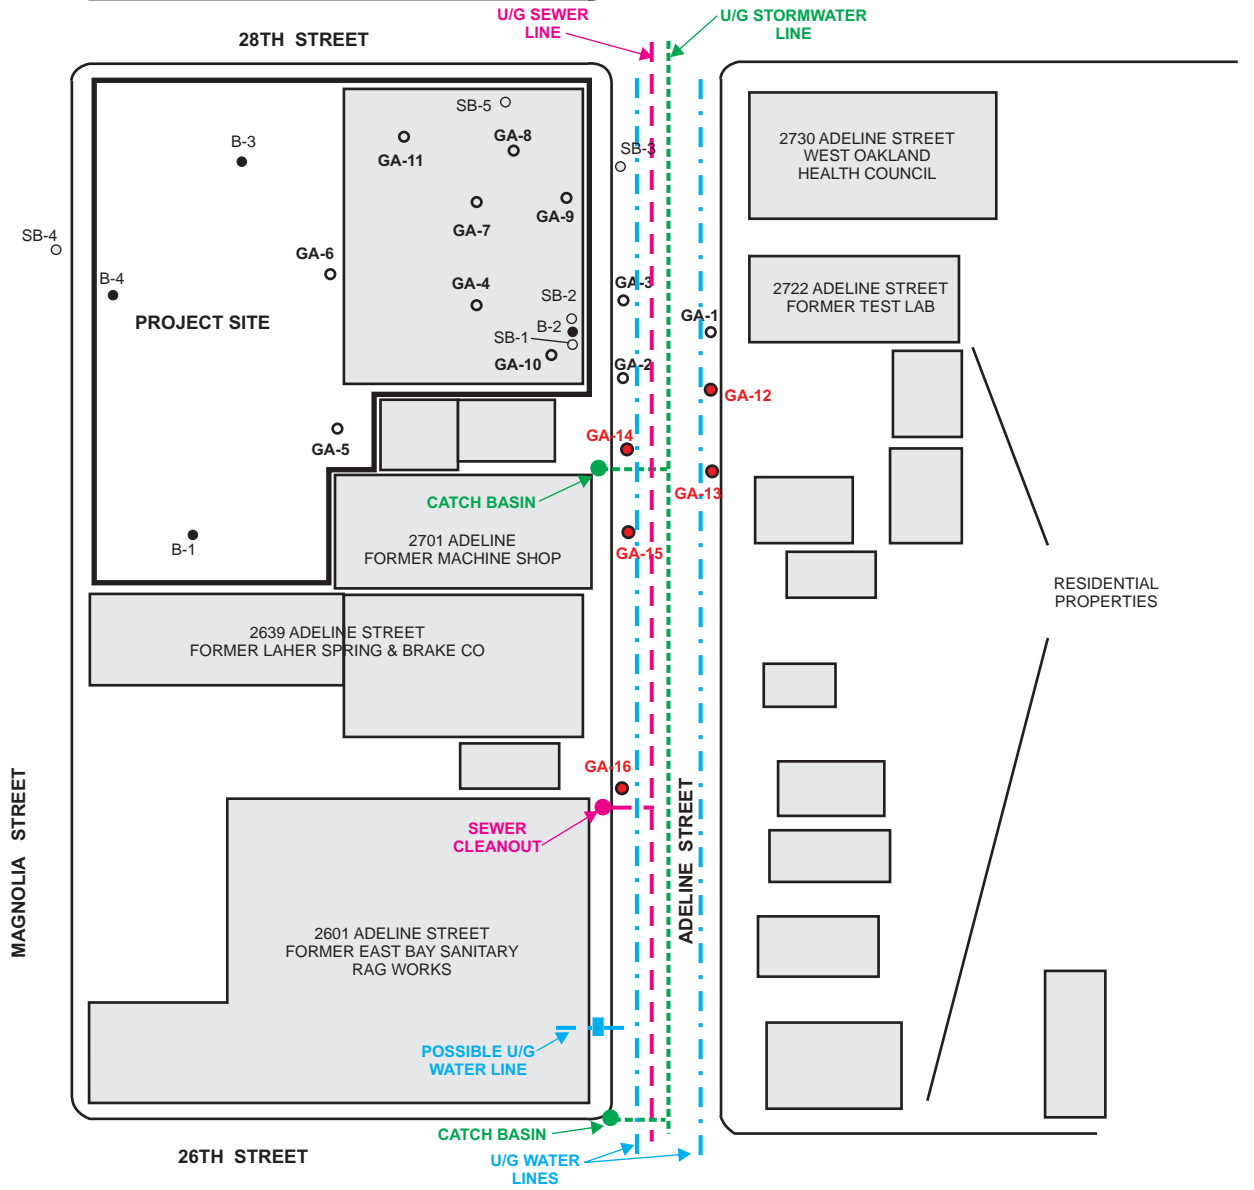 U/G SEWER
LINE
U/G STORMWATER
LINE
28TH STREET
SB-5
B-3
GA-11
GA-8
SB-3
2730 ADELINE STREET
WEST OAKLAND
HEALTH COUNCIL
GA-7
GA-9
SB-4
GA-6
B-4
GA-4
GA-3
SB-2
2722 ADELINE STREET
FORMER TEST LAB
PROJECT SITE
B-2
SB-1
GA-1
GA-10
GA-2
GA-12
GA-5
GA-14
GA-13
CATCH BASIN
B-1
2701 ADELINE
FORMER MACHINE SHOP
GA-15
RESIDENTIAL
PROPERTIES
2639 ADELINE STREET
FORMER LAHER SPRING & BRAKE CO
GA-16
SEWER
CLEANOUT
MAGNOLIA STREET
ADELINE STREET
2601 ADELINE STREET
FORMER EAST BAY SANITARY
RAG WORKS
POSSIBLE U/G
WATER LINE
CATCH BASIN
26TH STREET
U/G WATER
LINES